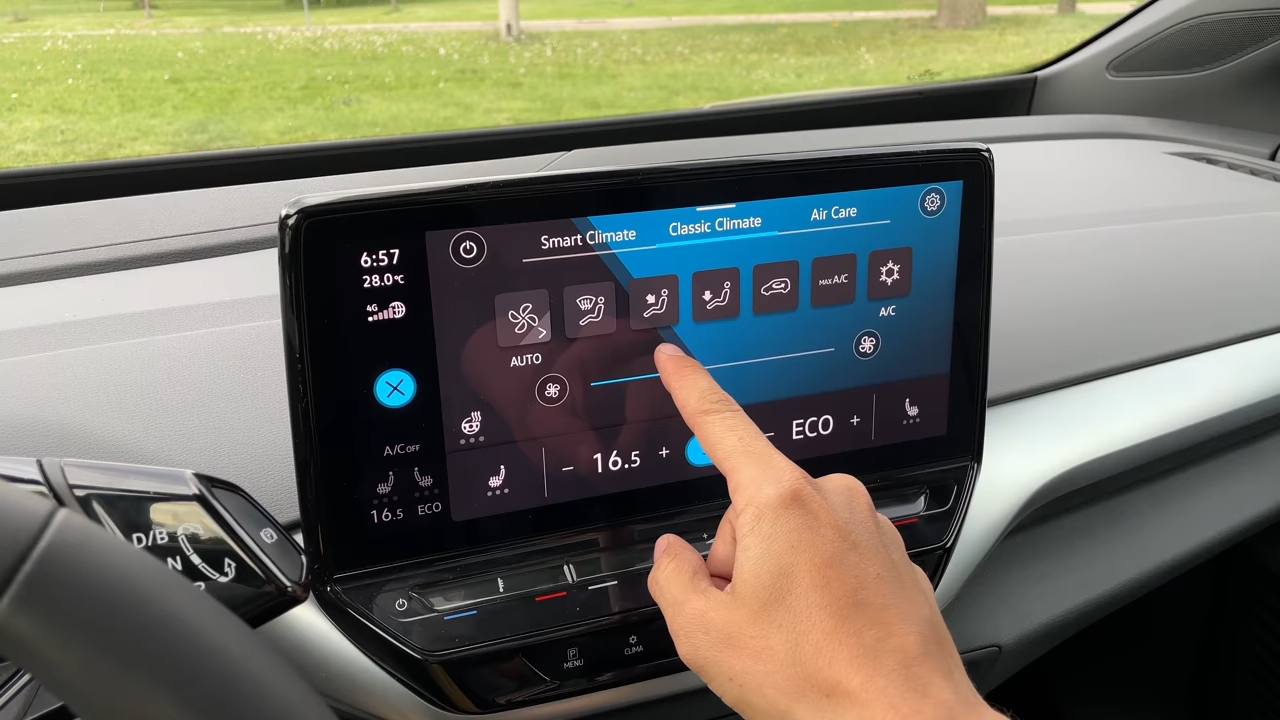 6:57
28.0°C
4G
A/C OFF
16.5 ECO
Smart Climate Classic Climate Air Care
MAX A/C
A/C
AUTO
− 16.5 +
− ECO +
D/B
N
P MENU
CLIMA